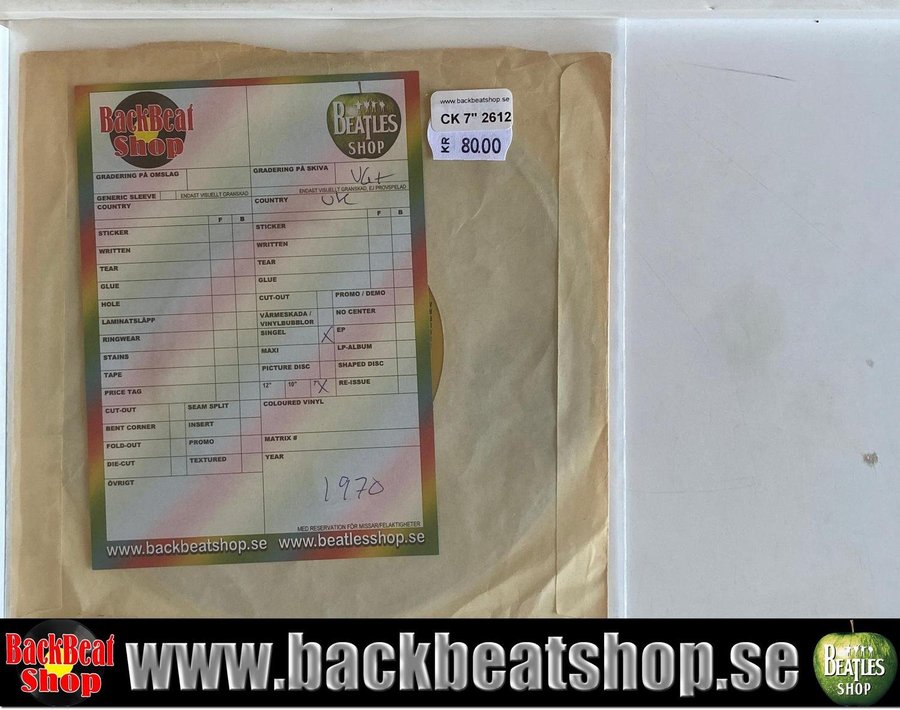 BackBeat
Shop
BEATLES
SHOP
www.backbeatshop.se
CK 7" 2612
KR 80.00
GRADERING PÅ OMSLAG
GENERIC SLEEVE
ENDAST VISUELLT GRANSKAD
COUNTRY
F B
STICKER
WRITTEN
TEAR
GLUE
HOLE
LAMINATSLÄPP
RINGWEAR
STAINS
TAPE
PRICE TAG
CUT-OUT SEAM SPLIT
BENT CORNER INSERT
FOLD-OUT PROMO
DIE-CUT TEXTURED
ÖVRIGT
GRADERING PÅ SKIVA VG+
ENDAST VISUELLT GRANSKAD, EJ PROVSPELAD
COUNTRY UK
F B
STICKER
WRITTEN
TEAR
GLUE
CUT-OUT PROMO / DEMO
VÄRMESKADA / NO CENTER
VINYLBUBBLOR
SINGEL X EP
MAXI LP-ALBUM
PICTURE DISC SHAPED DISC
12" 10" 7" X RE-ISSUE
COLOURED VINYL
MATRIX #
YEAR
1970
MED RESERVATION FÖR MISSAR/FELAKTIGHETER
www.backbeatshop.se www.beatlesshop.se
BackBeat
Shop
www.backbeatshop.se
BEATLES
SHOP